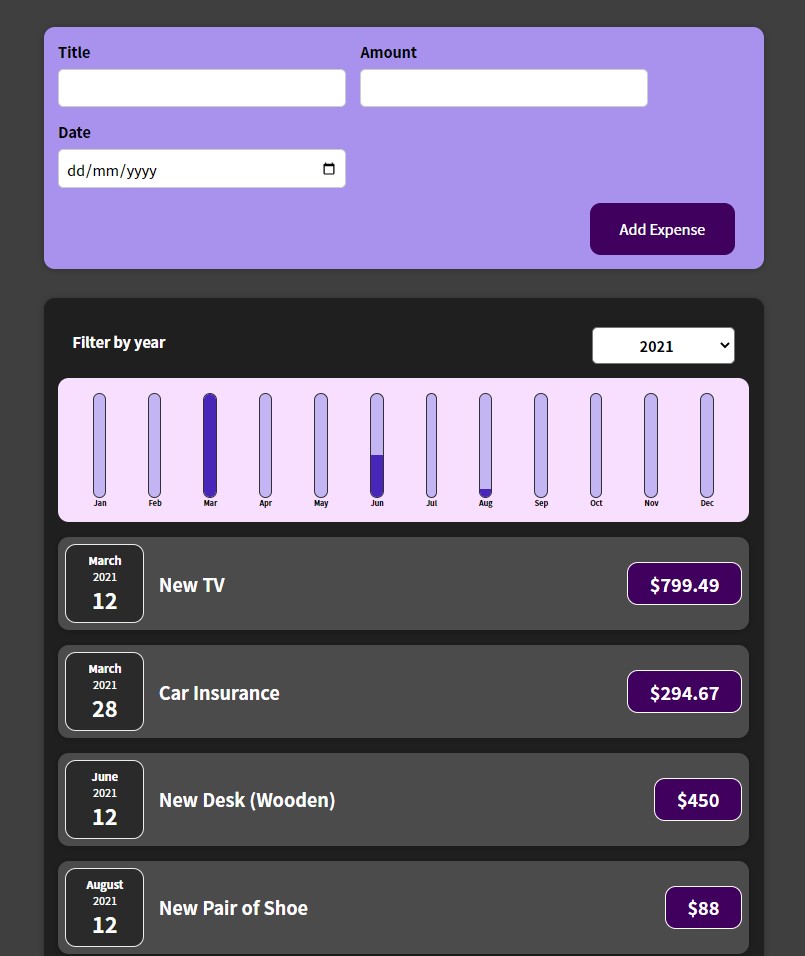 Title Amount
Date
dd/mm/yyyy
Add Expense
Filter by year 2021
Jan Feb Mar Apr May Jun Jul Aug Sep Oct Nov Dec
March
2021
12
New TV
$799.49
March
2021
28
Car Insurance
$294.67
June
2021
12
New Desk (Wooden)
$450
August
2021
12
New Pair of Shoe
$88